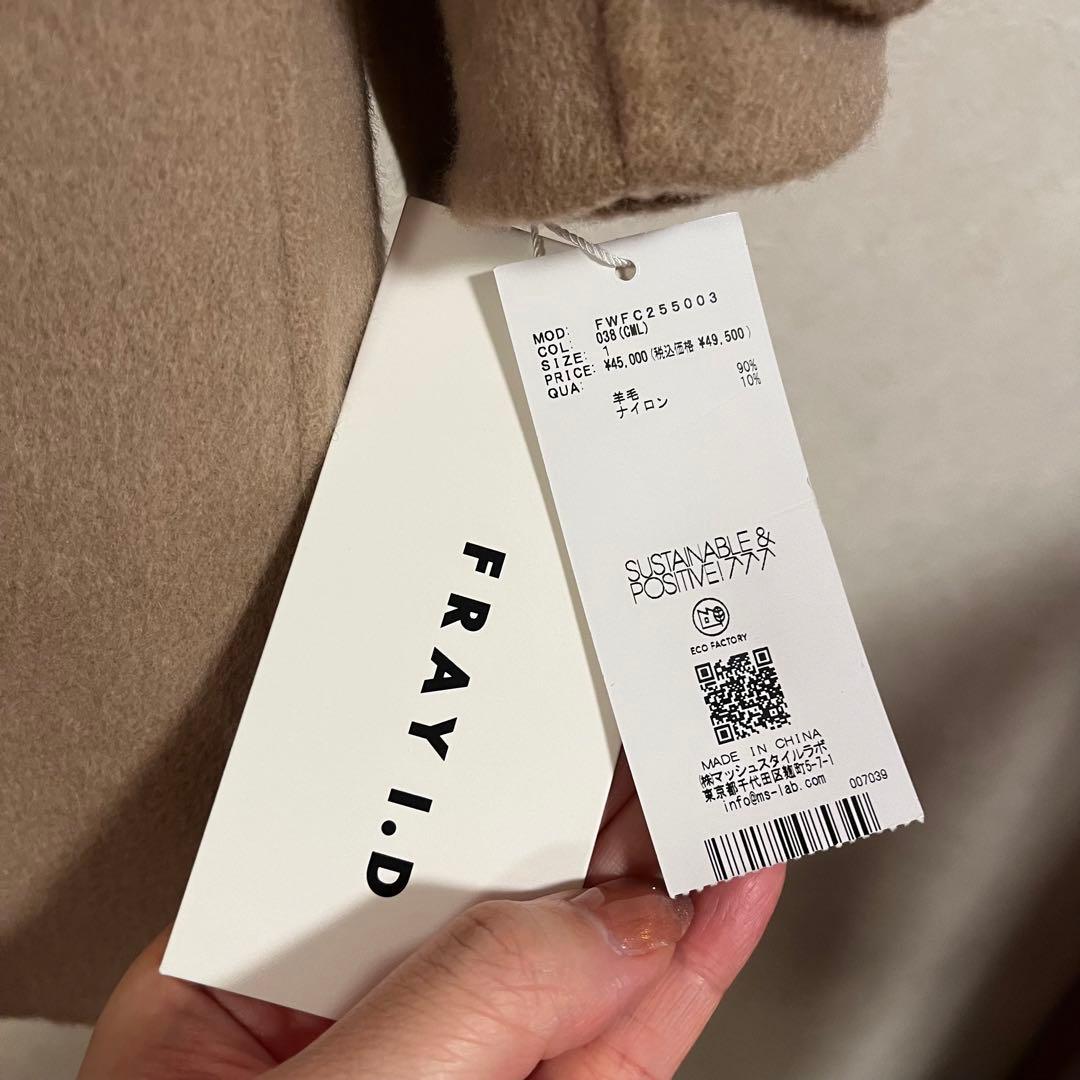 FRAY I.D
MOD: FWFC255003
COL: 038(CML)
SIZE: 1
PRICE: ¥45,000(税込価格 ¥49,500)
QUA:
羊毛 90%
ナイロン 10%
SUSTAINABLE &
POSITIVE!
ECO FACTORY
MADE IN CHINA
㈱マッシュスタイルラボ
東京都千代田区麹町5-7-1
info@ms-lab.com
007039